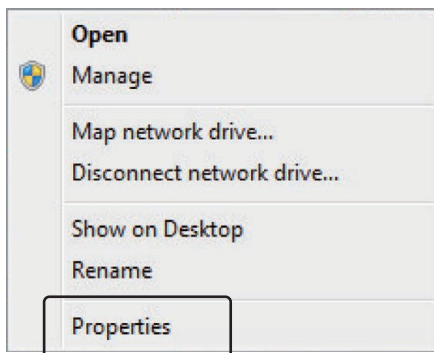 Open
Manage
Map network drive...
Disconnect network drive...
Show on Desktop
Rename
Properties